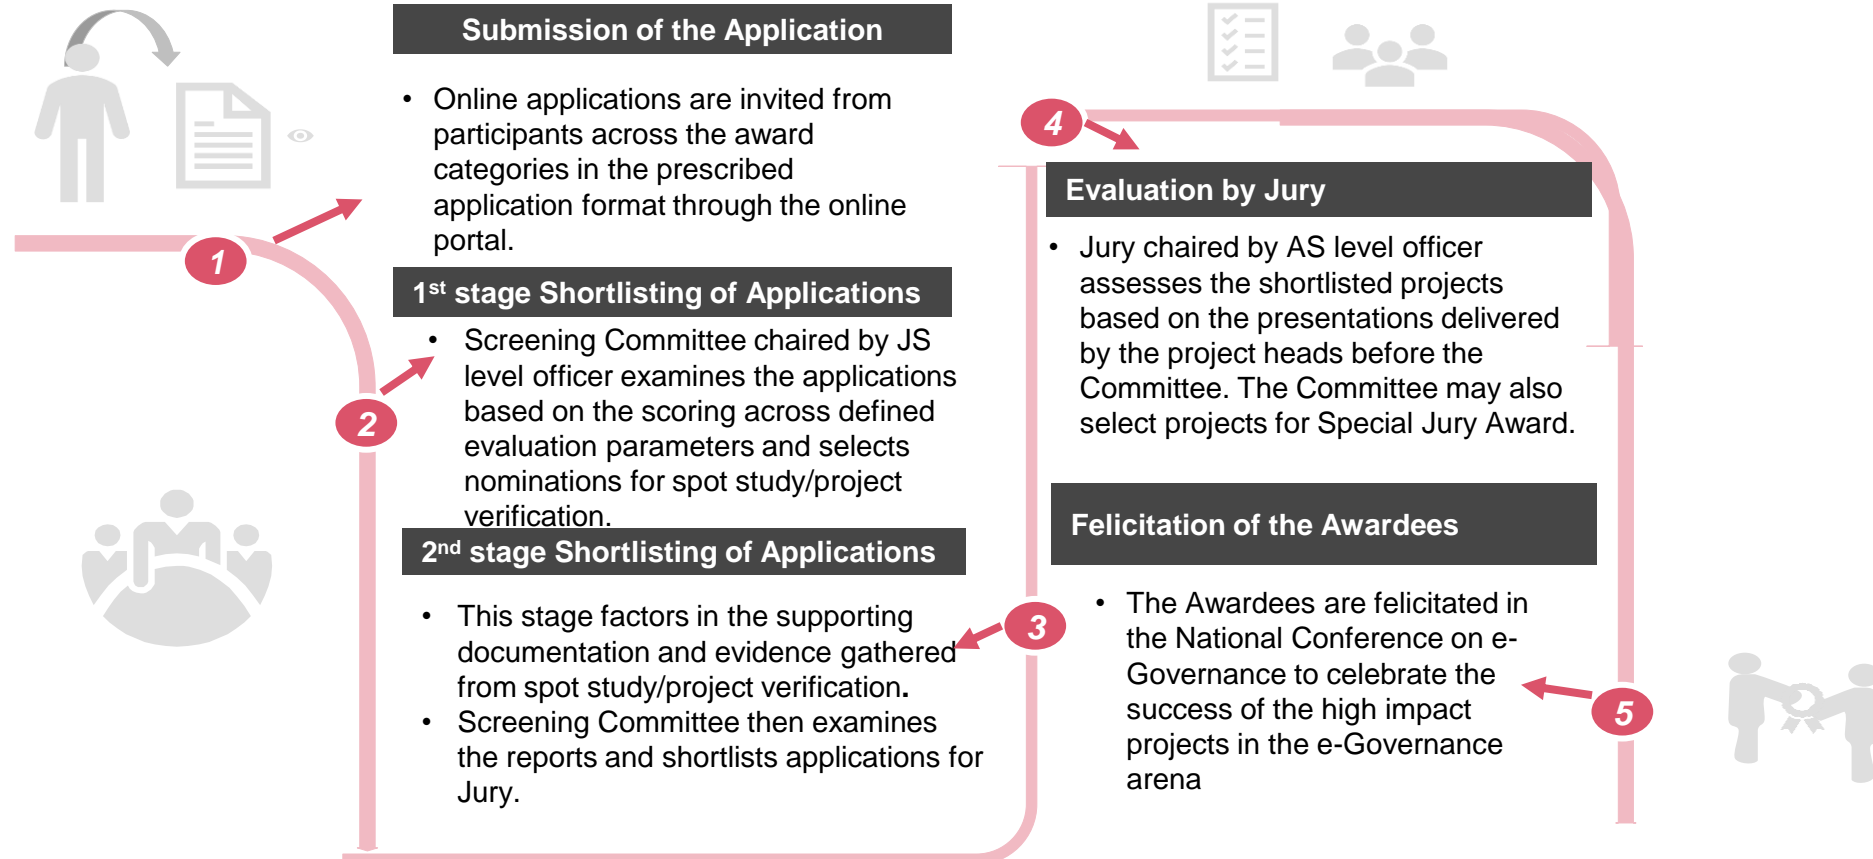 Submission of the Application
• Online applications are invited from
participants across the award
categories in the prescribed
application format through the online
portal.
1
1st stage Shortlisting of Applications
• Screening Committee chaired by JS
level officer examines the applications
based on the scoring across defined
evaluation parameters and selects
nominations for spot study/project
verification.
2
2nd stage Shortlisting of Applications
• This stage factors in the supporting
documentation and evidence gathered
from spot study/project verification.
• Screening Committee then examines
the reports and shortlists applications for
Jury.
3
4
Evaluation by Jury
• Jury chaired by AS level officer
assesses the shortlisted projects
based on the presentations delivered
by the project heads before the
Committee. The Committee may also
select projects for Special Jury Award.
Felicitation of the Awardees
• The Awardees are felicitated in
the National Conference on e-
Governance to celebrate the
success of the high impact
projects in the e-Governance
arena
5